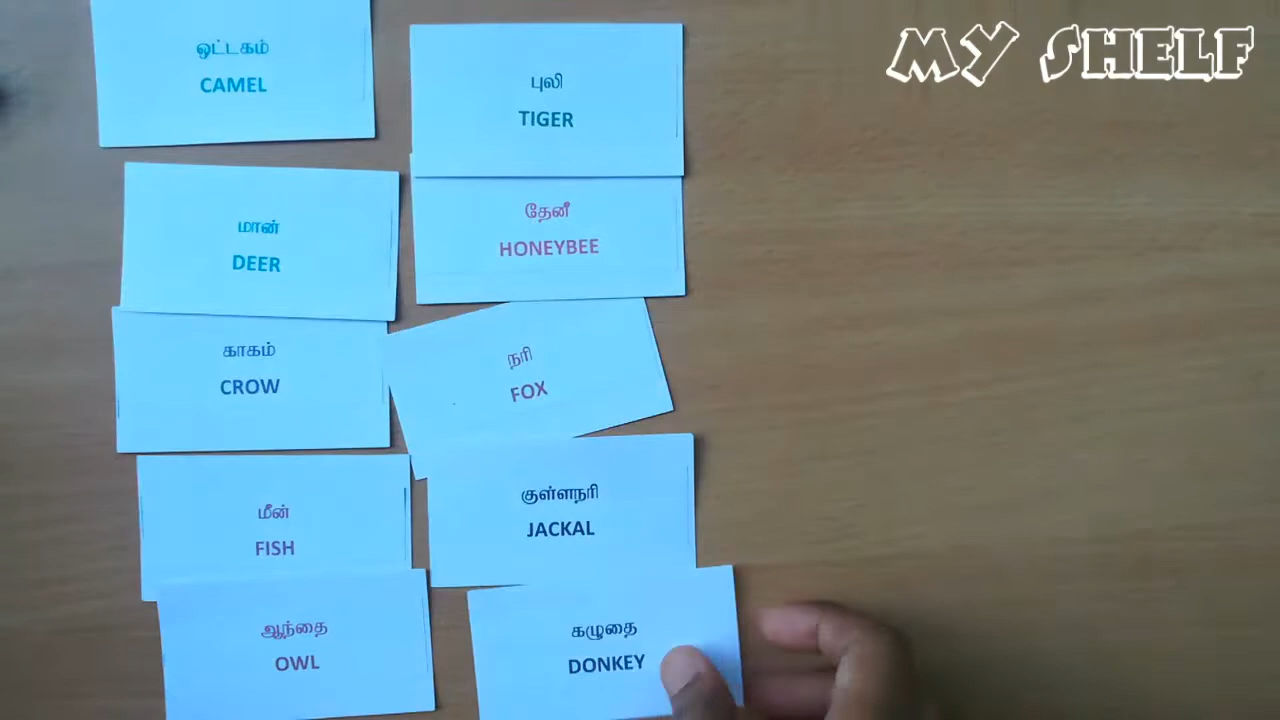 ஒட்டகம்
CAMEL
மான்
DEER
காகம்
CROW
மீன்
FISH
ஆந்தை
OWL
புலி
TIGER
தேனீ
HONEYBEE
நரி
FOX
குள்ளநரி
JACKAL
கழுதை
DONKEY
MY SHELF